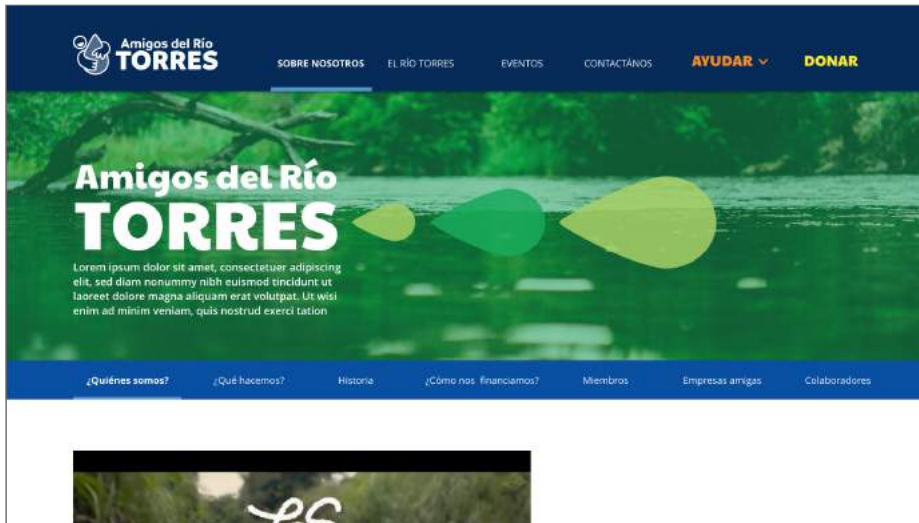 Amigos del Río
TORRES
SOBRE NOSOTROS EL RÍO TORRES EVENTOS CONTACTÁNOS AYUDAR DONAR
Amigos del Río
TORRES
Lorem ipsum dolor sit amet, consectetuer adipiscing
elit, sed diam nonummy nibh euismod tincidunt ut
laoreet dolore magna aliquam erat volutpat. Ut wisi
enim ad minim veniam, quis nostrud exerci tation
¿Quiénes somos? ¿Qué hacemos? Historia ¿Cómo nos financiamos? Miembros Empresas amigas Colaboradores